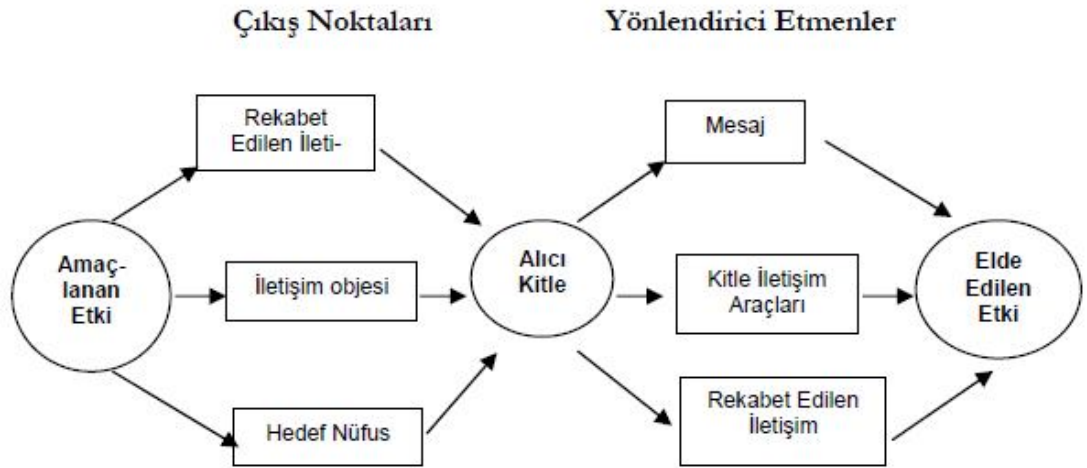 Çıkış Noktaları
Yönlendirici Etmenler
Rekabet
Edilen İleti-
Mesaj
Amaç-
lanan
Etki
İletişim objesi
Alıcı
Kitle
Kitle İletişim
Araçları
Elde
Edilen
Etki
Hedef Nüfus
Rekabet Edilen
İletişim